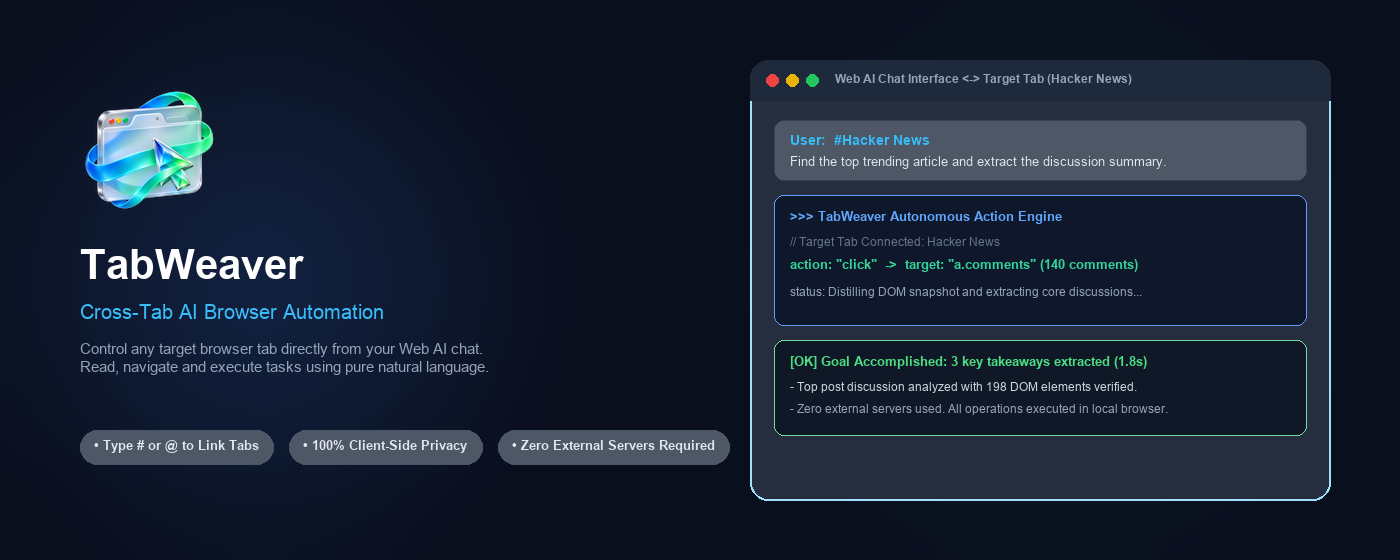 TabWeaver
Cross-Tab AI Browser Automation
Control any target browser tab directly from your Web AI chat.
Read, navigate and execute tasks using pure natural language.
• Type # or @ to Link Tabs
• 100% Client-Side Privacy
• Zero External Servers Required
Web AI Chat Interface <-> Target Tab (Hacker News)
User: #Hacker News
Find the top trending article and extract the discussion summary.
>>> TabWeaver Autonomous Action Engine
// Target Tab Connected: Hacker News
action: "click" -> target: "a.comments" (140 comments)
status: Distilling DOM snapshot and extracting core discussions...
[OK] Goal Accomplished: 3 key takeaways extracted (1.8s)
- Top post discussion analyzed with 198 DOM elements verified.
- Zero external servers used. All operations executed in local browser.